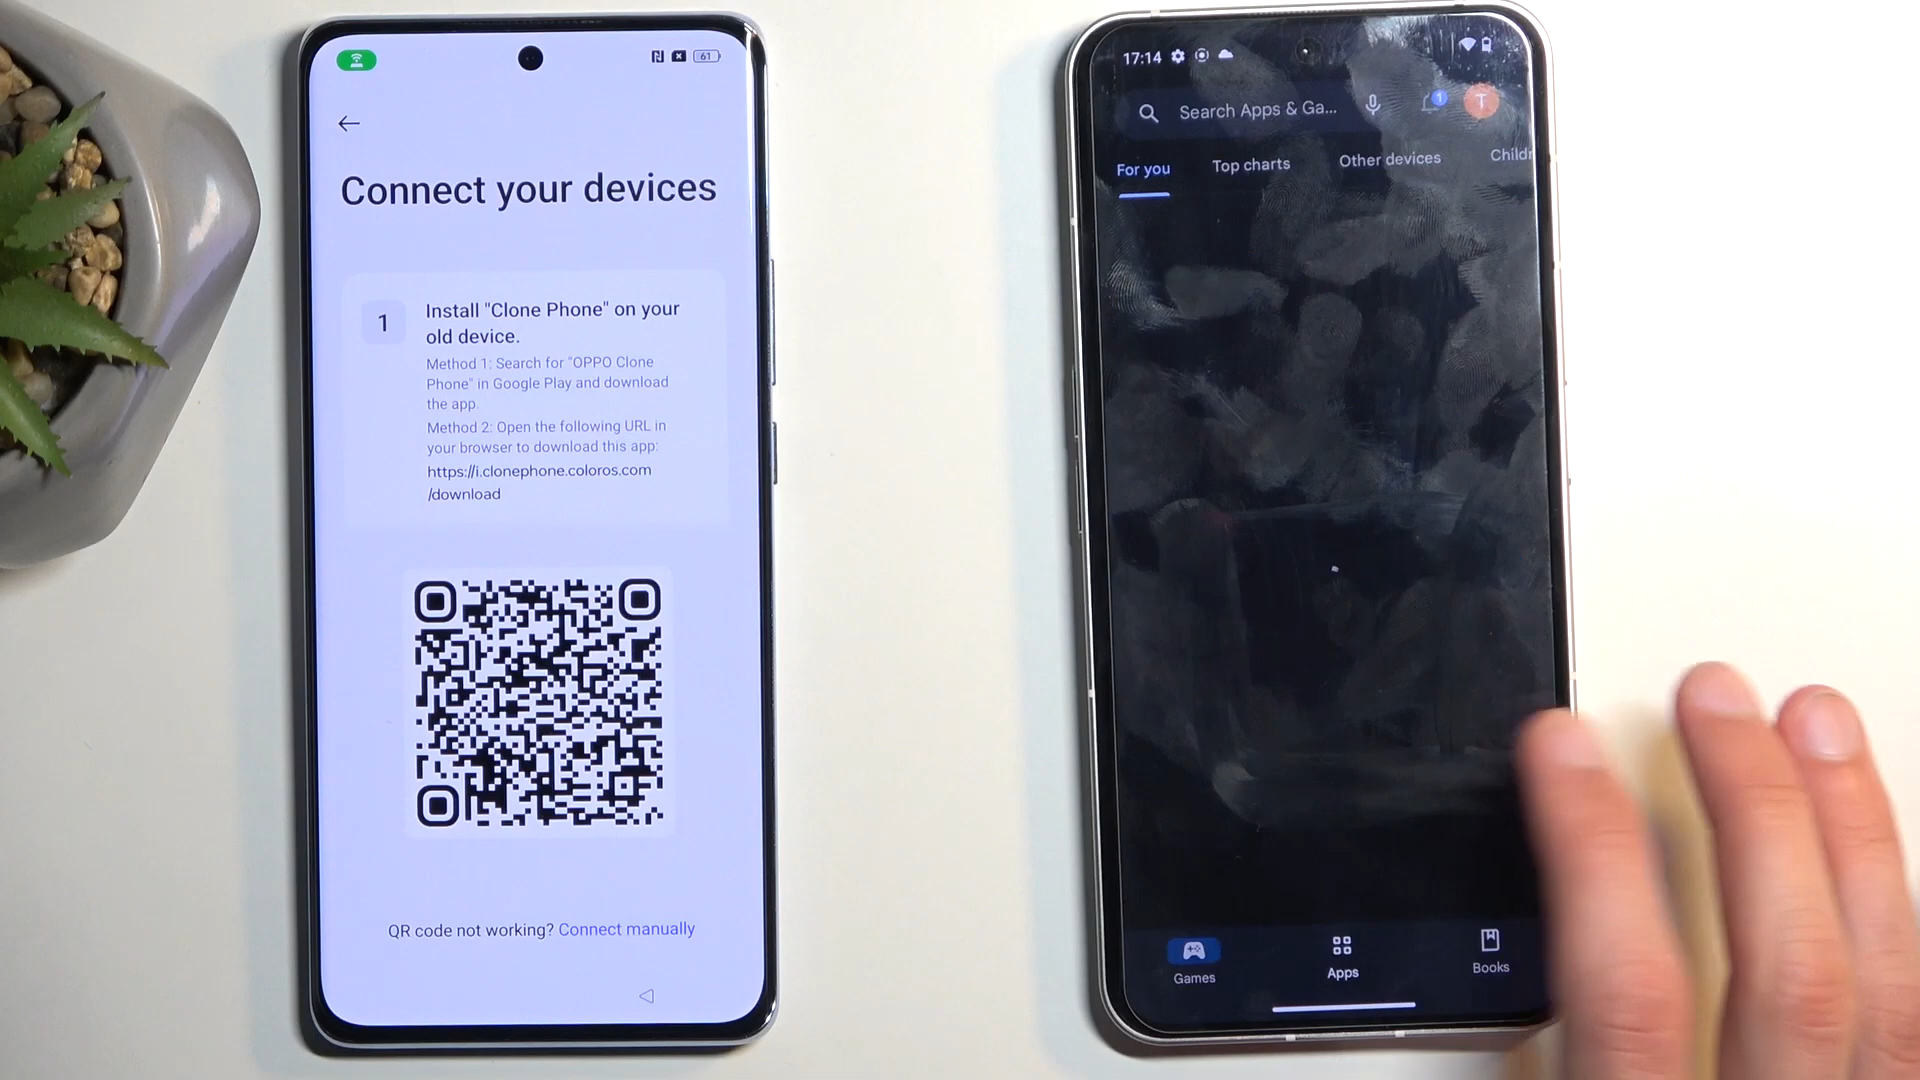 61
Connect your devices
1
Install "Clone Phone" on your
old device.
Method 1: Search for "OPPO Clone
Phone" in Google Play and download
the app.
Method 2: Open the following URL in
your browser to download this app:
https://i.clonephone.coloros.com
/download
QR code not working? Connect manually
17:14
Search Apps & Ga...
1
T
For you
Top charts
Other devices
Childr
Games
Apps
Books